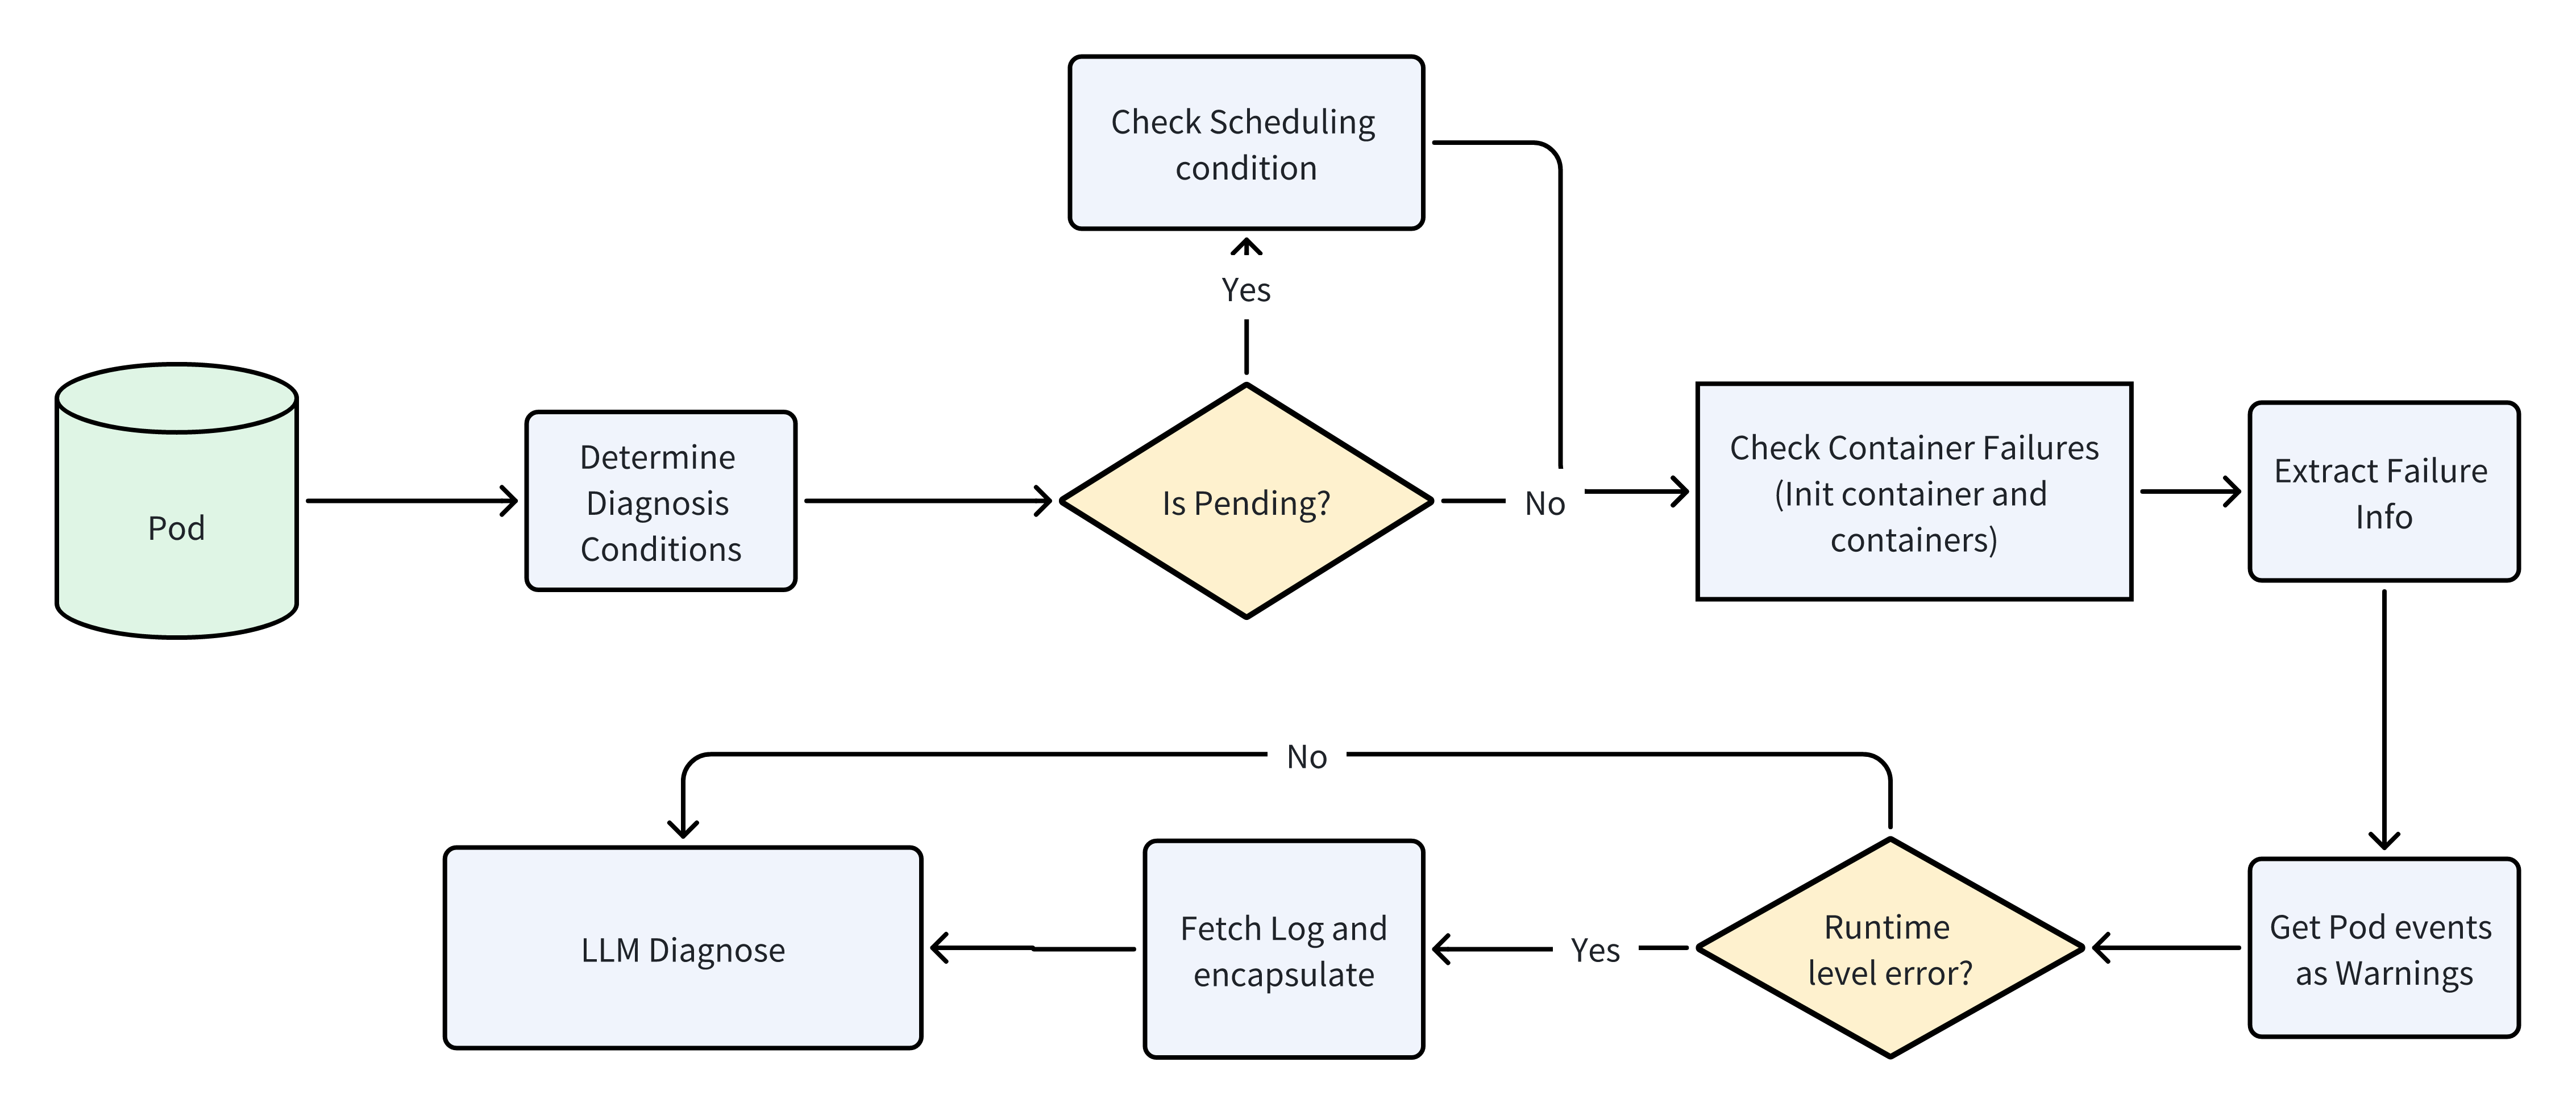 Check Scheduling
condition
Yes
Pod
Determine
Diagnosis
Conditions
Is Pending?
No
Check Container Failures
(Init container and
containers)
Extract Failure
Info
No
LLM Diagnose
Fetch Log and
encapsulate
Yes
Runtime
level error?
Get Pod events
as Warnings